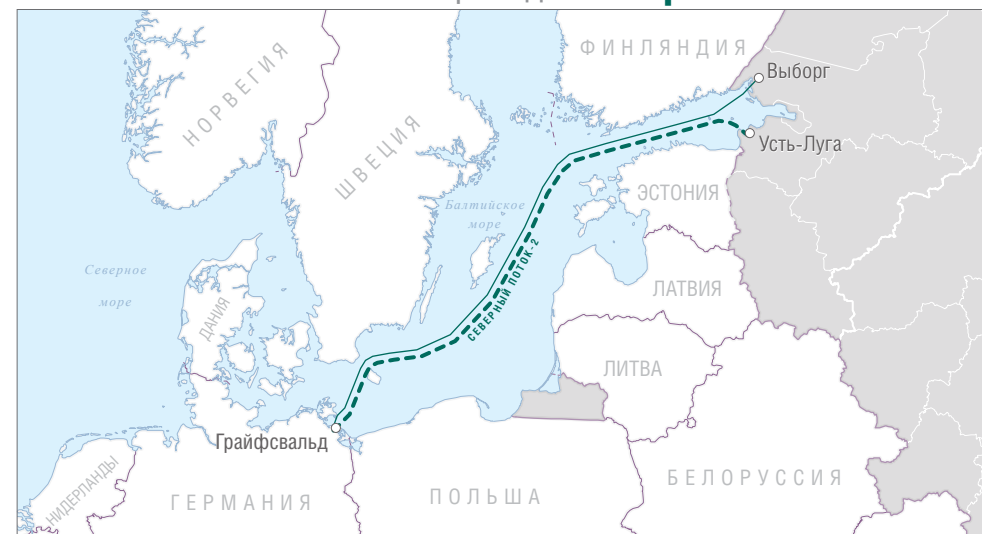 ФИНЛЯНДИЯ
Выборг
НОРВЕГИЯ
Усть-Луга
ШВЕЦИЯ
ЭСТОНИЯ
Балтийское
море
Северное
море
СЕВЕРНЫЙ ПОТОК-2
ЛАТВИЯ
ДАНИЯ
ЛИТВА
Грайфсвальд
НИДЕРЛАНДЫ
ГЕРМАНИЯ
ПОЛЬША
БЕЛОРУССИЯ